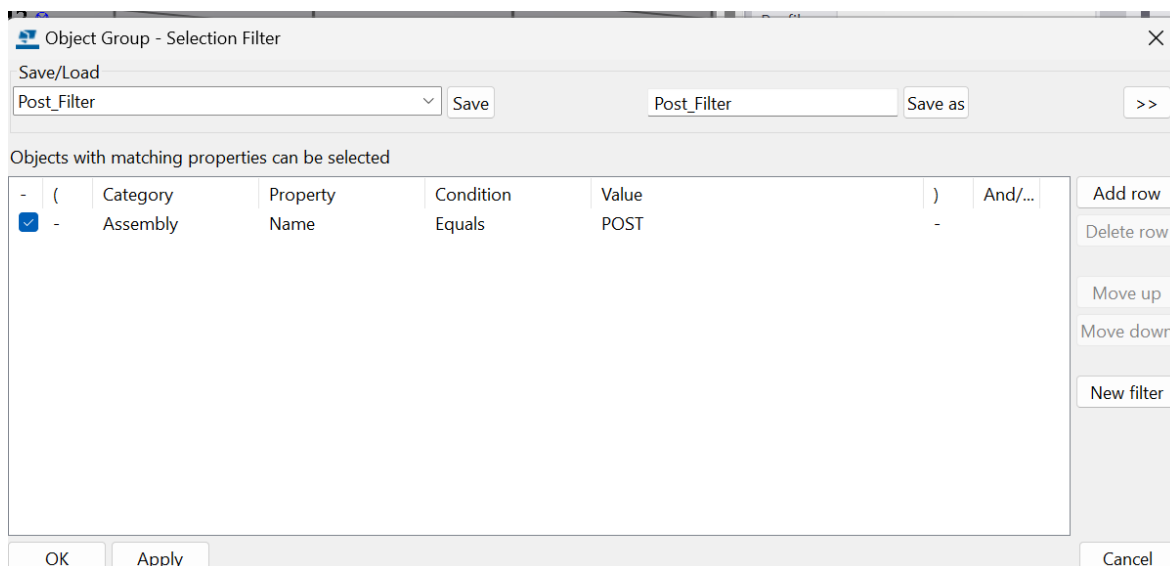 Object Group - Selection Filter
Save/Load
Post_Filter Save Post_Filter Save as >>
Objects with matching properties can be selected
- ( Category Property Condition Value ) And/...
- Assembly Name Equals POST -
Add row
Delete row
Move up
Move down
New filter
OK Apply Cancel